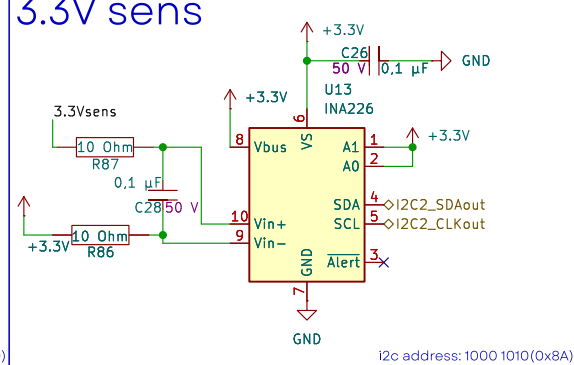 3.3V sens
+3.3V
C26
50 V
0,1 µF
GND
U13
INA226
+3.3V
6
VS
3.3Vsens
10 Ohm
R87
8
Vbus
A1
1
+3.3V
A0
2
0,1 µF
C28
50 V
SDA
4
I2C2_SDAout
10
Vin+
SCL
5
I2C2_CLKout
+3.3V
10 Ohm
R86
9
Vin-
GND
Alert
3
7
GND
)
i2c address: 1000 1010(0x8A)